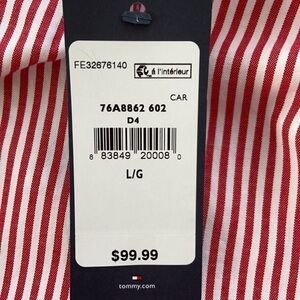 FE32676140
à l'intérieur
CAR
76A8862 602
D4
8 83849 20008 0
L/G
$99.99
tommy.com